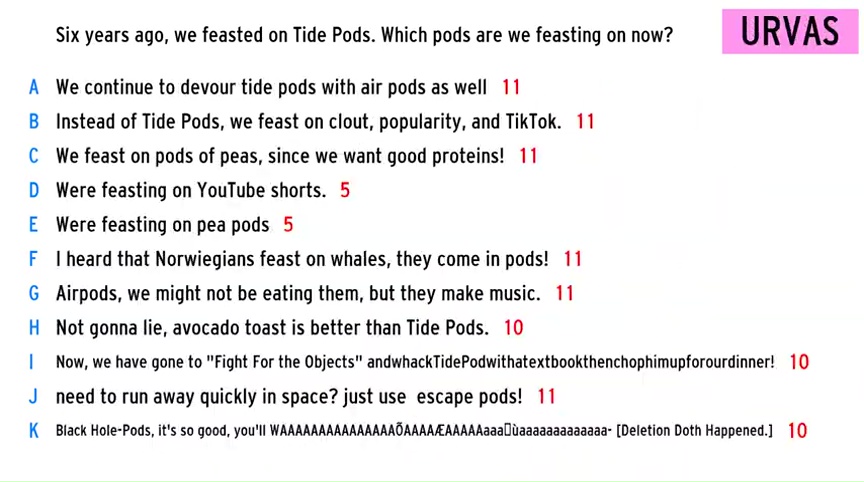 Six years ago, we feasted on Tide Pods. Which pods are we feasting on now?
URVAS
A We continue to devour tide pods with air pods as well 11
B Instead of Tide Pods, we feast on clout, popularity, and TikTok. 11
C We feast on pods of peas, since we want good proteins! 11
D Were feasting on YouTube shorts. 5
E Were feasting on pea pods 5
F I heard that Norwiegians feast on whales, they come in pods! 11
G Airpods, we might not be eating them, but they make music. 11
H Not gonna lie, avocado toast is better than Tide Pods. 10
I Now, we have gone to "Fight For the Objects" andwhackTidePodwithatextbookthenchophimupforourdinner! 10
J need to run away quickly in space? just use escape pods! 11
K Black Hole-Pods, it's so good, you'll WAAAAAAAAAAAAAAAÕAAAAÆAAAAAaaa▯ùaaaaaaaaaaaaa- [Deletion Doth Happened.] 10